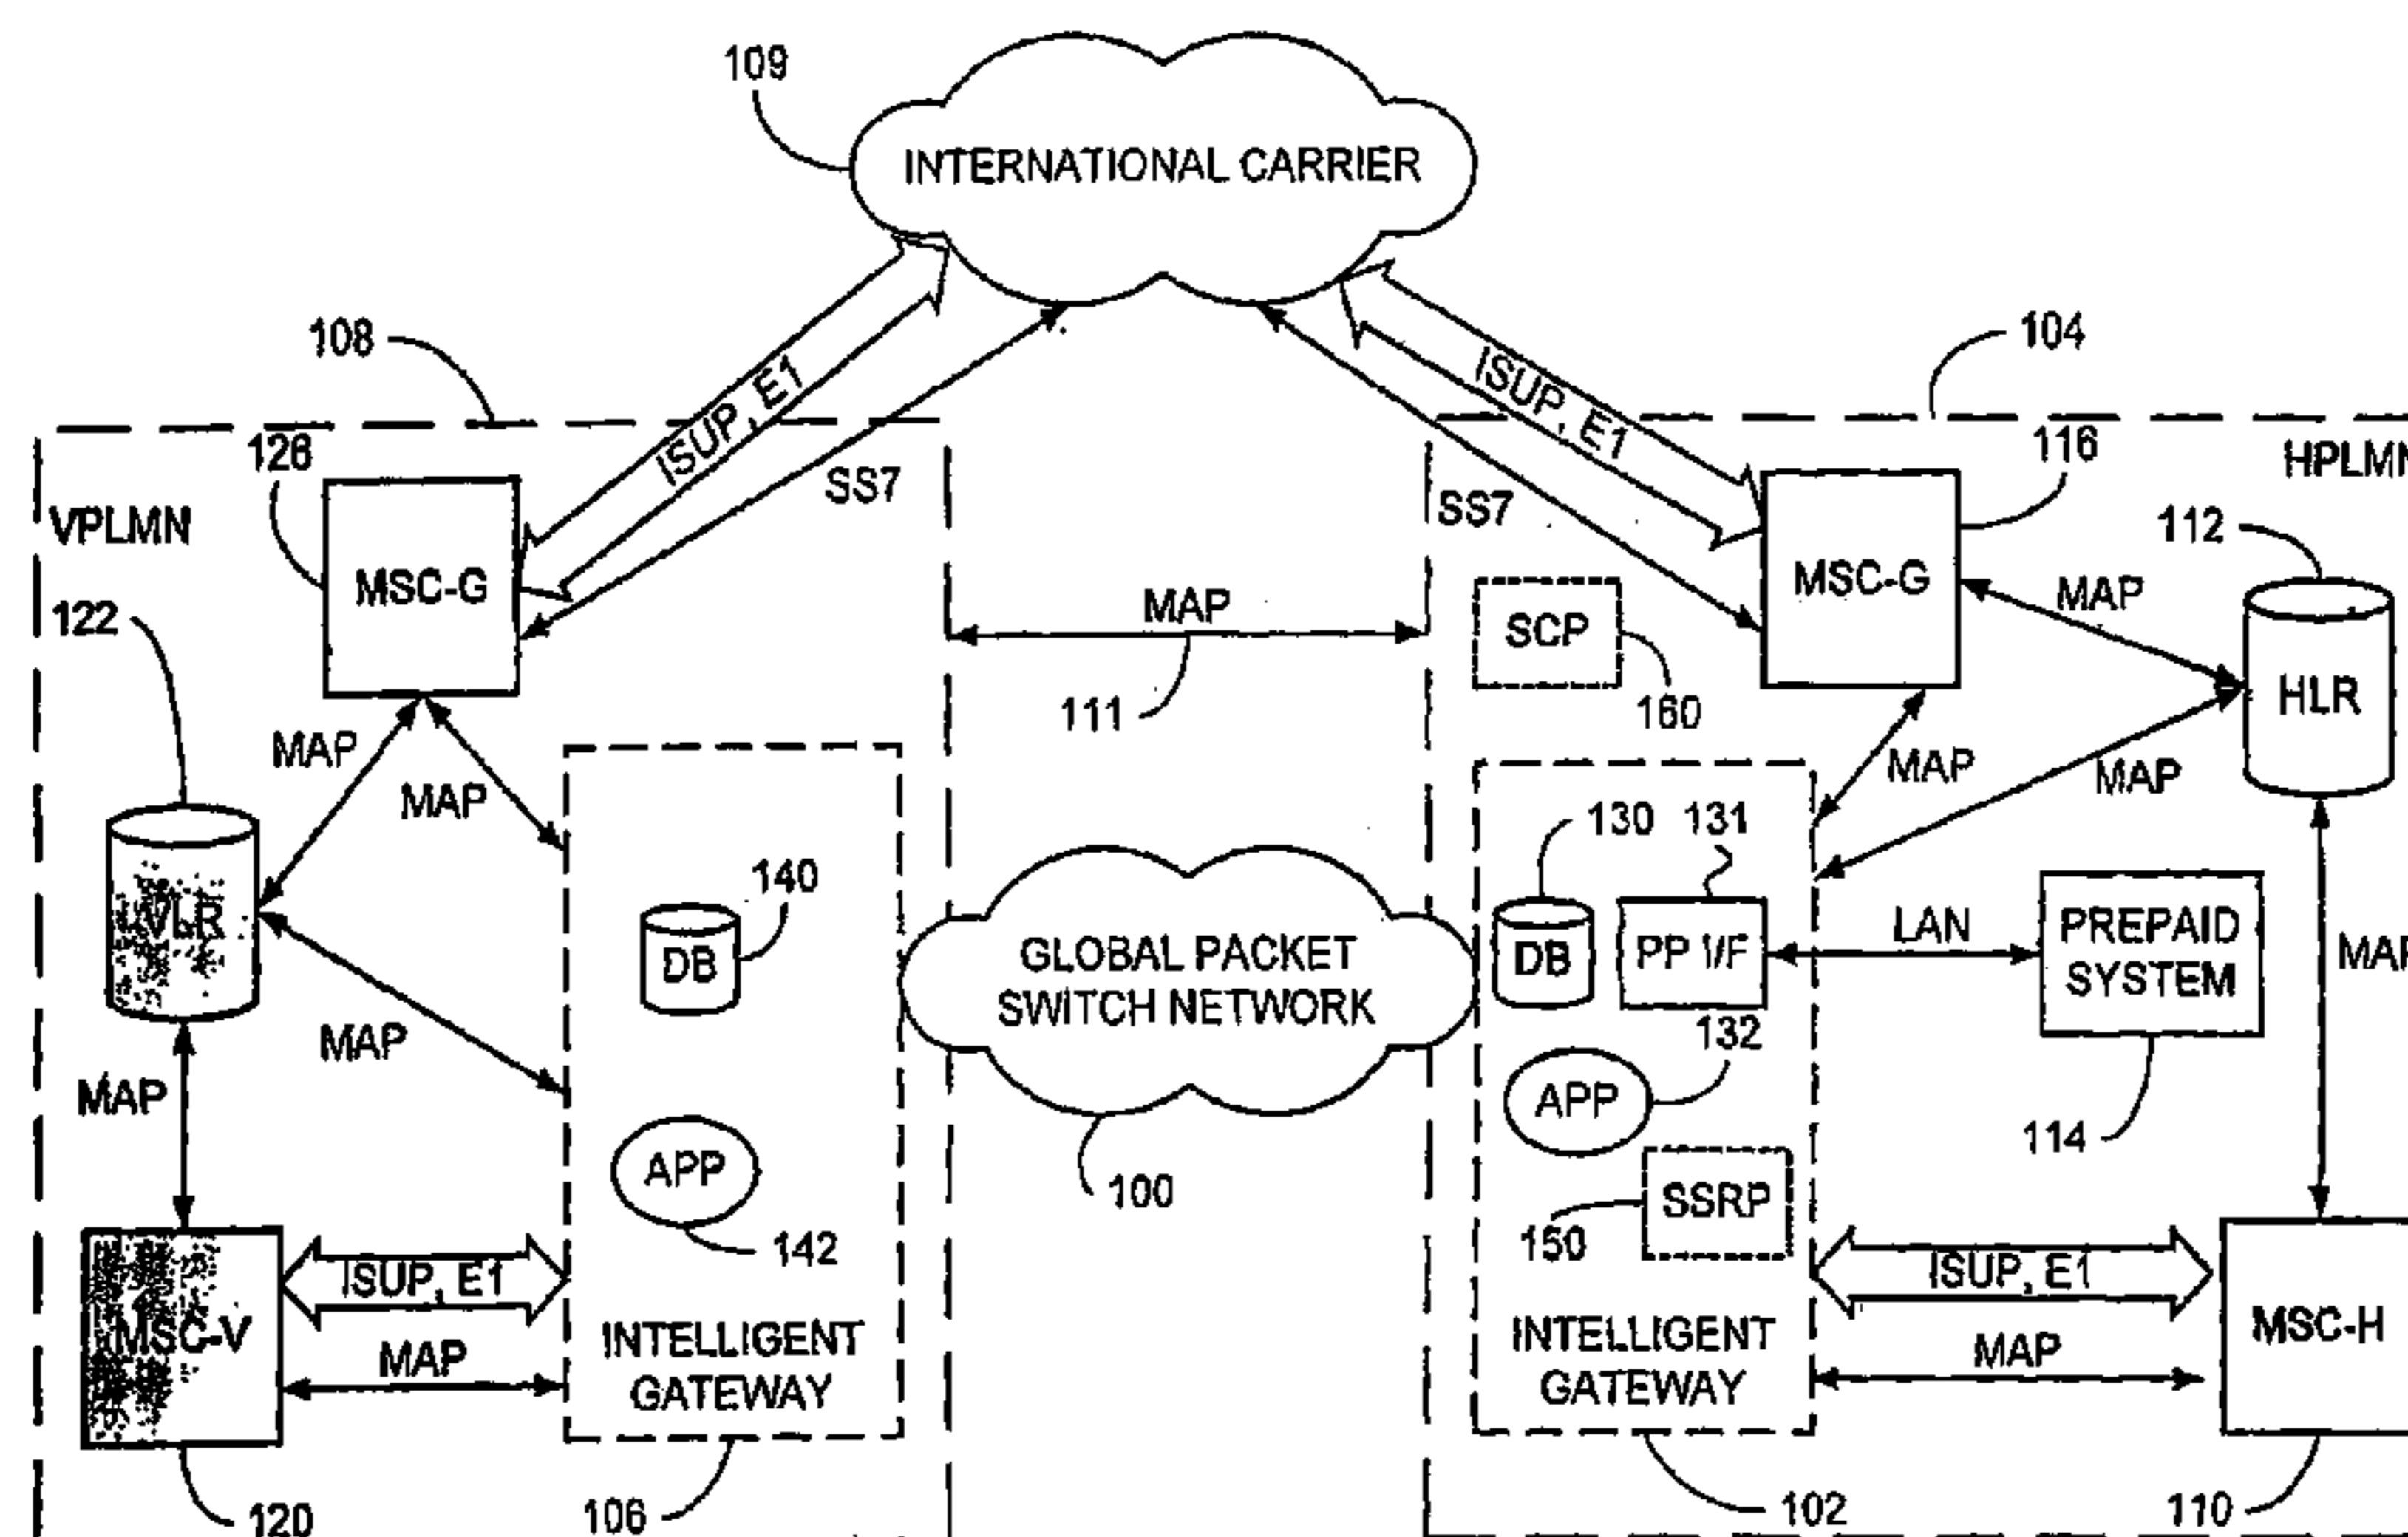 109
INTERNATIONAL CARRIER
108
104
ISUP, E1
ISUP, E1
126
116
HPLMN
VPLMN
SS7
SS7
112
MSC-G
MSC-G
MAP
MAP
122
SCP
HLR
111
160
MAP
MAP
MAP
MAP
130
131
140
VLR
LAN
PREPAID
SYSTEM
DB
GLOBAL PACKET
SWITCH NETWORK
DB
PP I/F
MAP
MAP
132
MAP
APP
114
APP
100
SSRP
142
150
ISUP, E1
ISUP, E1
MSC-V
INTELLIGENT
GATEWAY
INTELLIGENT
GATEWAY
MSC-H
MAP
MAP
120
106
102
110